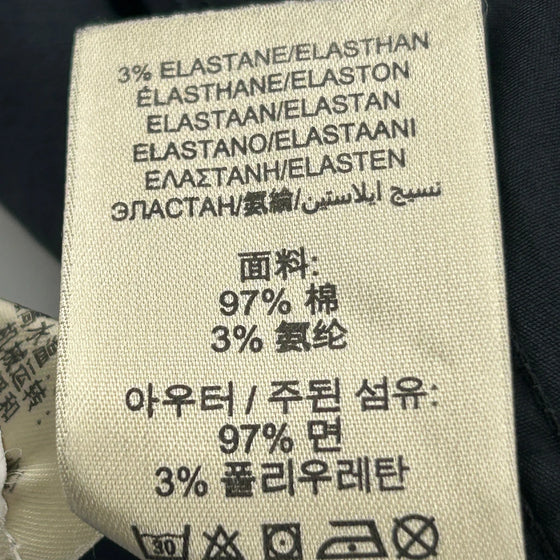 3% ELASTANE/ELASTHAN
ÉLASTHANE/ELASTON
ELASTAAN/ELASTAN
ELASTANO/ELASTAANI
ΕΛΑΣΤΑΝΗ/ELASTEN
ЭЛАСТАН/氨綸/نسيج ايلاستين
面料:
97% 棉
3% 氨纶
아우터 / 주된 섬유:
97% 면
3% 폴리우레탄
30